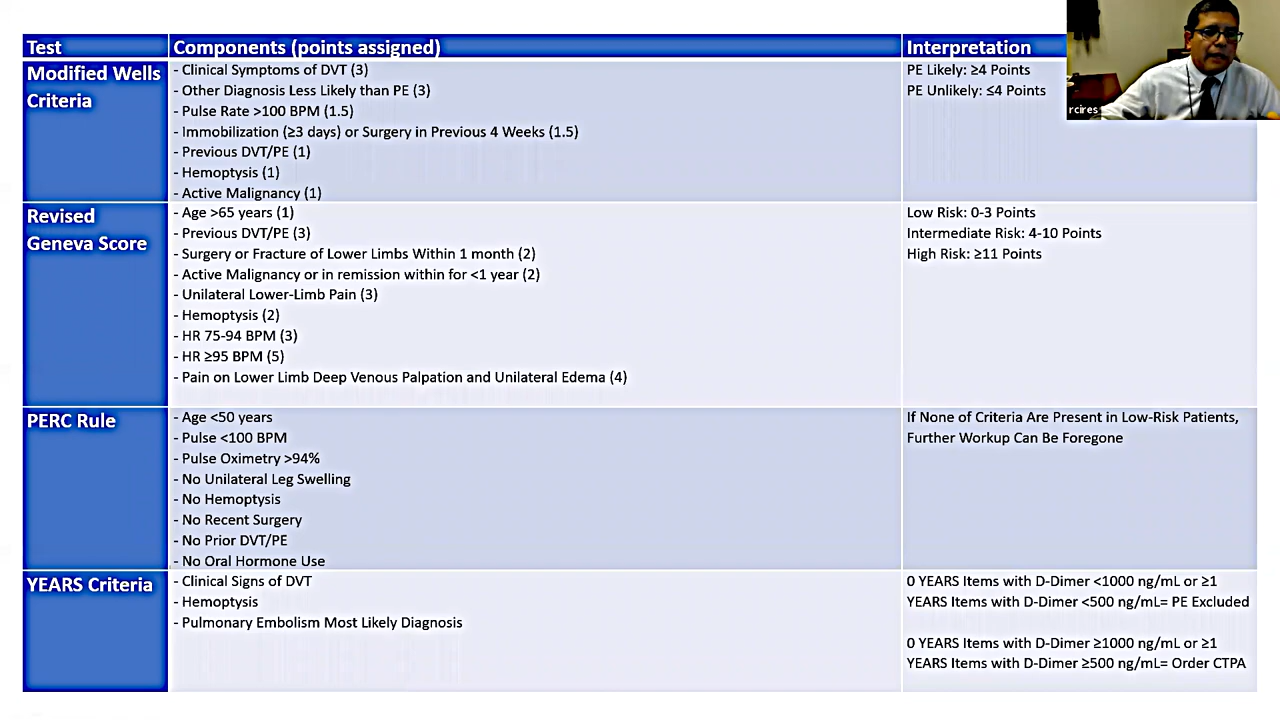 Test Components (points assigned) Interpretation
Modified Wells Criteria
- Clinical Symptoms of DVT (3)
- Other Diagnosis Less Likely than PE (3)
- Pulse Rate >100 BPM (1.5)
- Immobilization (≥3 days) or Surgery in Previous 4 Weeks (1.5)
- Previous DVT/PE (1)
- Hemoptysis (1)
- Active Malignancy (1)
PE Likely: ≥4 Points
PE Unlikely: ≤4 Points
rcires
Revised
Geneva Score
- Age >65 years (1)
- Previous DVT/PE (3)
- Surgery or Fracture of Lower Limbs Within 1 month (2)
- Active Malignancy or in remission within for <1 year (2)
- Unilateral Lower-Limb Pain (3)
- Hemoptysis (2)
- HR 75-94 BPM (3)
- HR ≥95 BPM (5)
- Pain on Lower Limb Deep Venous Palpation and Unilateral Edema (4)
Low Risk: 0-3 Points
Intermediate Risk: 4-10 Points
High Risk: ≥11 Points
PERC Rule
- Age <50 years
- Pulse <100 BPM
- Pulse Oximetry >94%
- No Unilateral Leg Swelling
- No Hemoptysis
- No Recent Surgery
- No Prior DVT/PE
- No Oral Hormone Use
If None of Criteria Are Present in Low-Risk Patients,
Further Workup Can Be Foregone
YEARS Criteria
- Clinical Signs of DVT
- Hemoptysis
- Pulmonary Embolism Most Likely Diagnosis
0 YEARS Items with D-Dimer <1000 ng/mL or ≥1
YEARS Items with D-Dimer <500 ng/mL= PE Excluded
0 YEARS Items with D-Dimer ≥1000 ng/mL or ≥1
YEARS Items with D-Dimer ≥500 ng/mL= Order CTPA